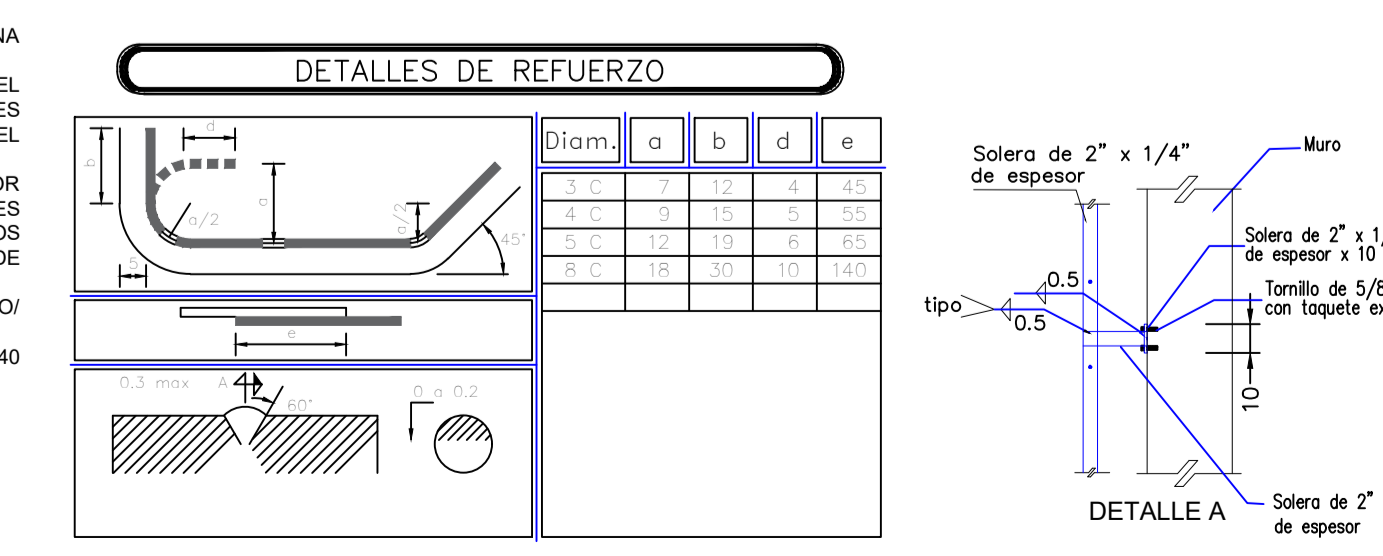 NA
EL
ES
EL
OR
ES
OS
DE
O/
40
DETALLES DE REFUERZO
b
d
a
a/2
a/2
45°
5
e
0.3 max
A
60°
0 a 0.2
Diam. a b d e
3 C 7 12 4 45
4 C 9 15 5 55
5 C 12 19 6 65
8 C 18 30 10 140
Solera de 2" x 1/4"
de espesor
Muro
Solera de 2" x 1/
de espesor x 10
Tornillo de 5/8
con taquete ex
tipo
0.5
0.5
10
DETALLE A
Solera de 2"
de espesor